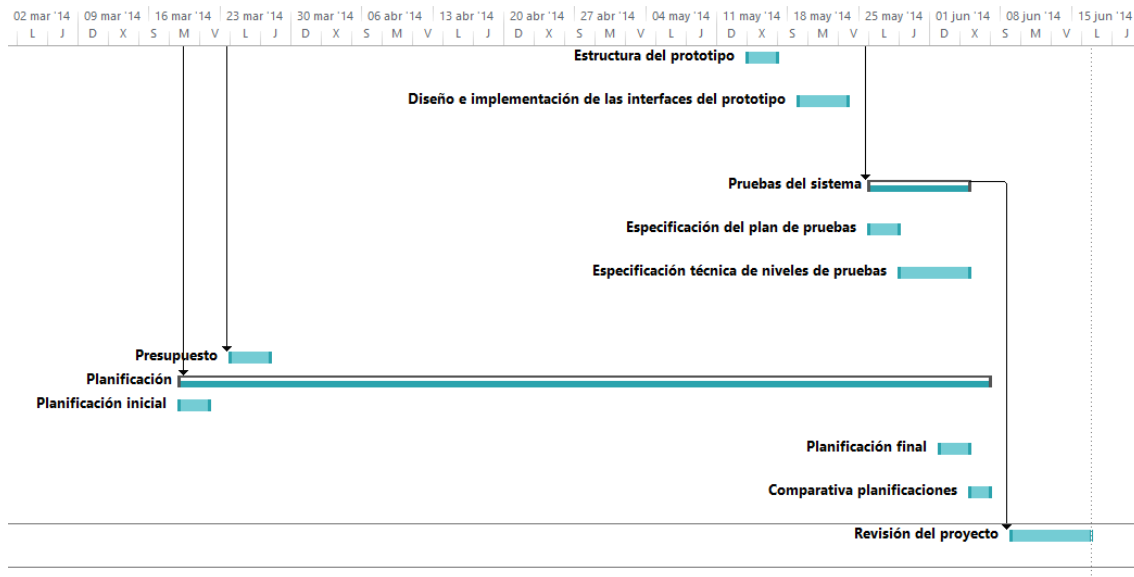 02 mar '14 09 mar '14 16 mar '14 23 mar '14 30 mar '14 06 abr '14 13 abr '14 20 abr '14 27 abr '14 04 may '14 11 may '14 18 may '14 25 may '14 01 jun '14 08 jun '14 15 jun '14
L J D X S M V L J D X S M V L J D X S M V L J D X S M V L J D X S M V L J
Estructura del prototipo
Diseño e implementación de las interfaces del prototipo
Pruebas del sistema
Especificación del plan de pruebas
Especificación técnica de niveles de pruebas
Presupuesto
Planificación
Planificación inicial
Planificación final
Comparativa planificaciones
Revisión del proyecto